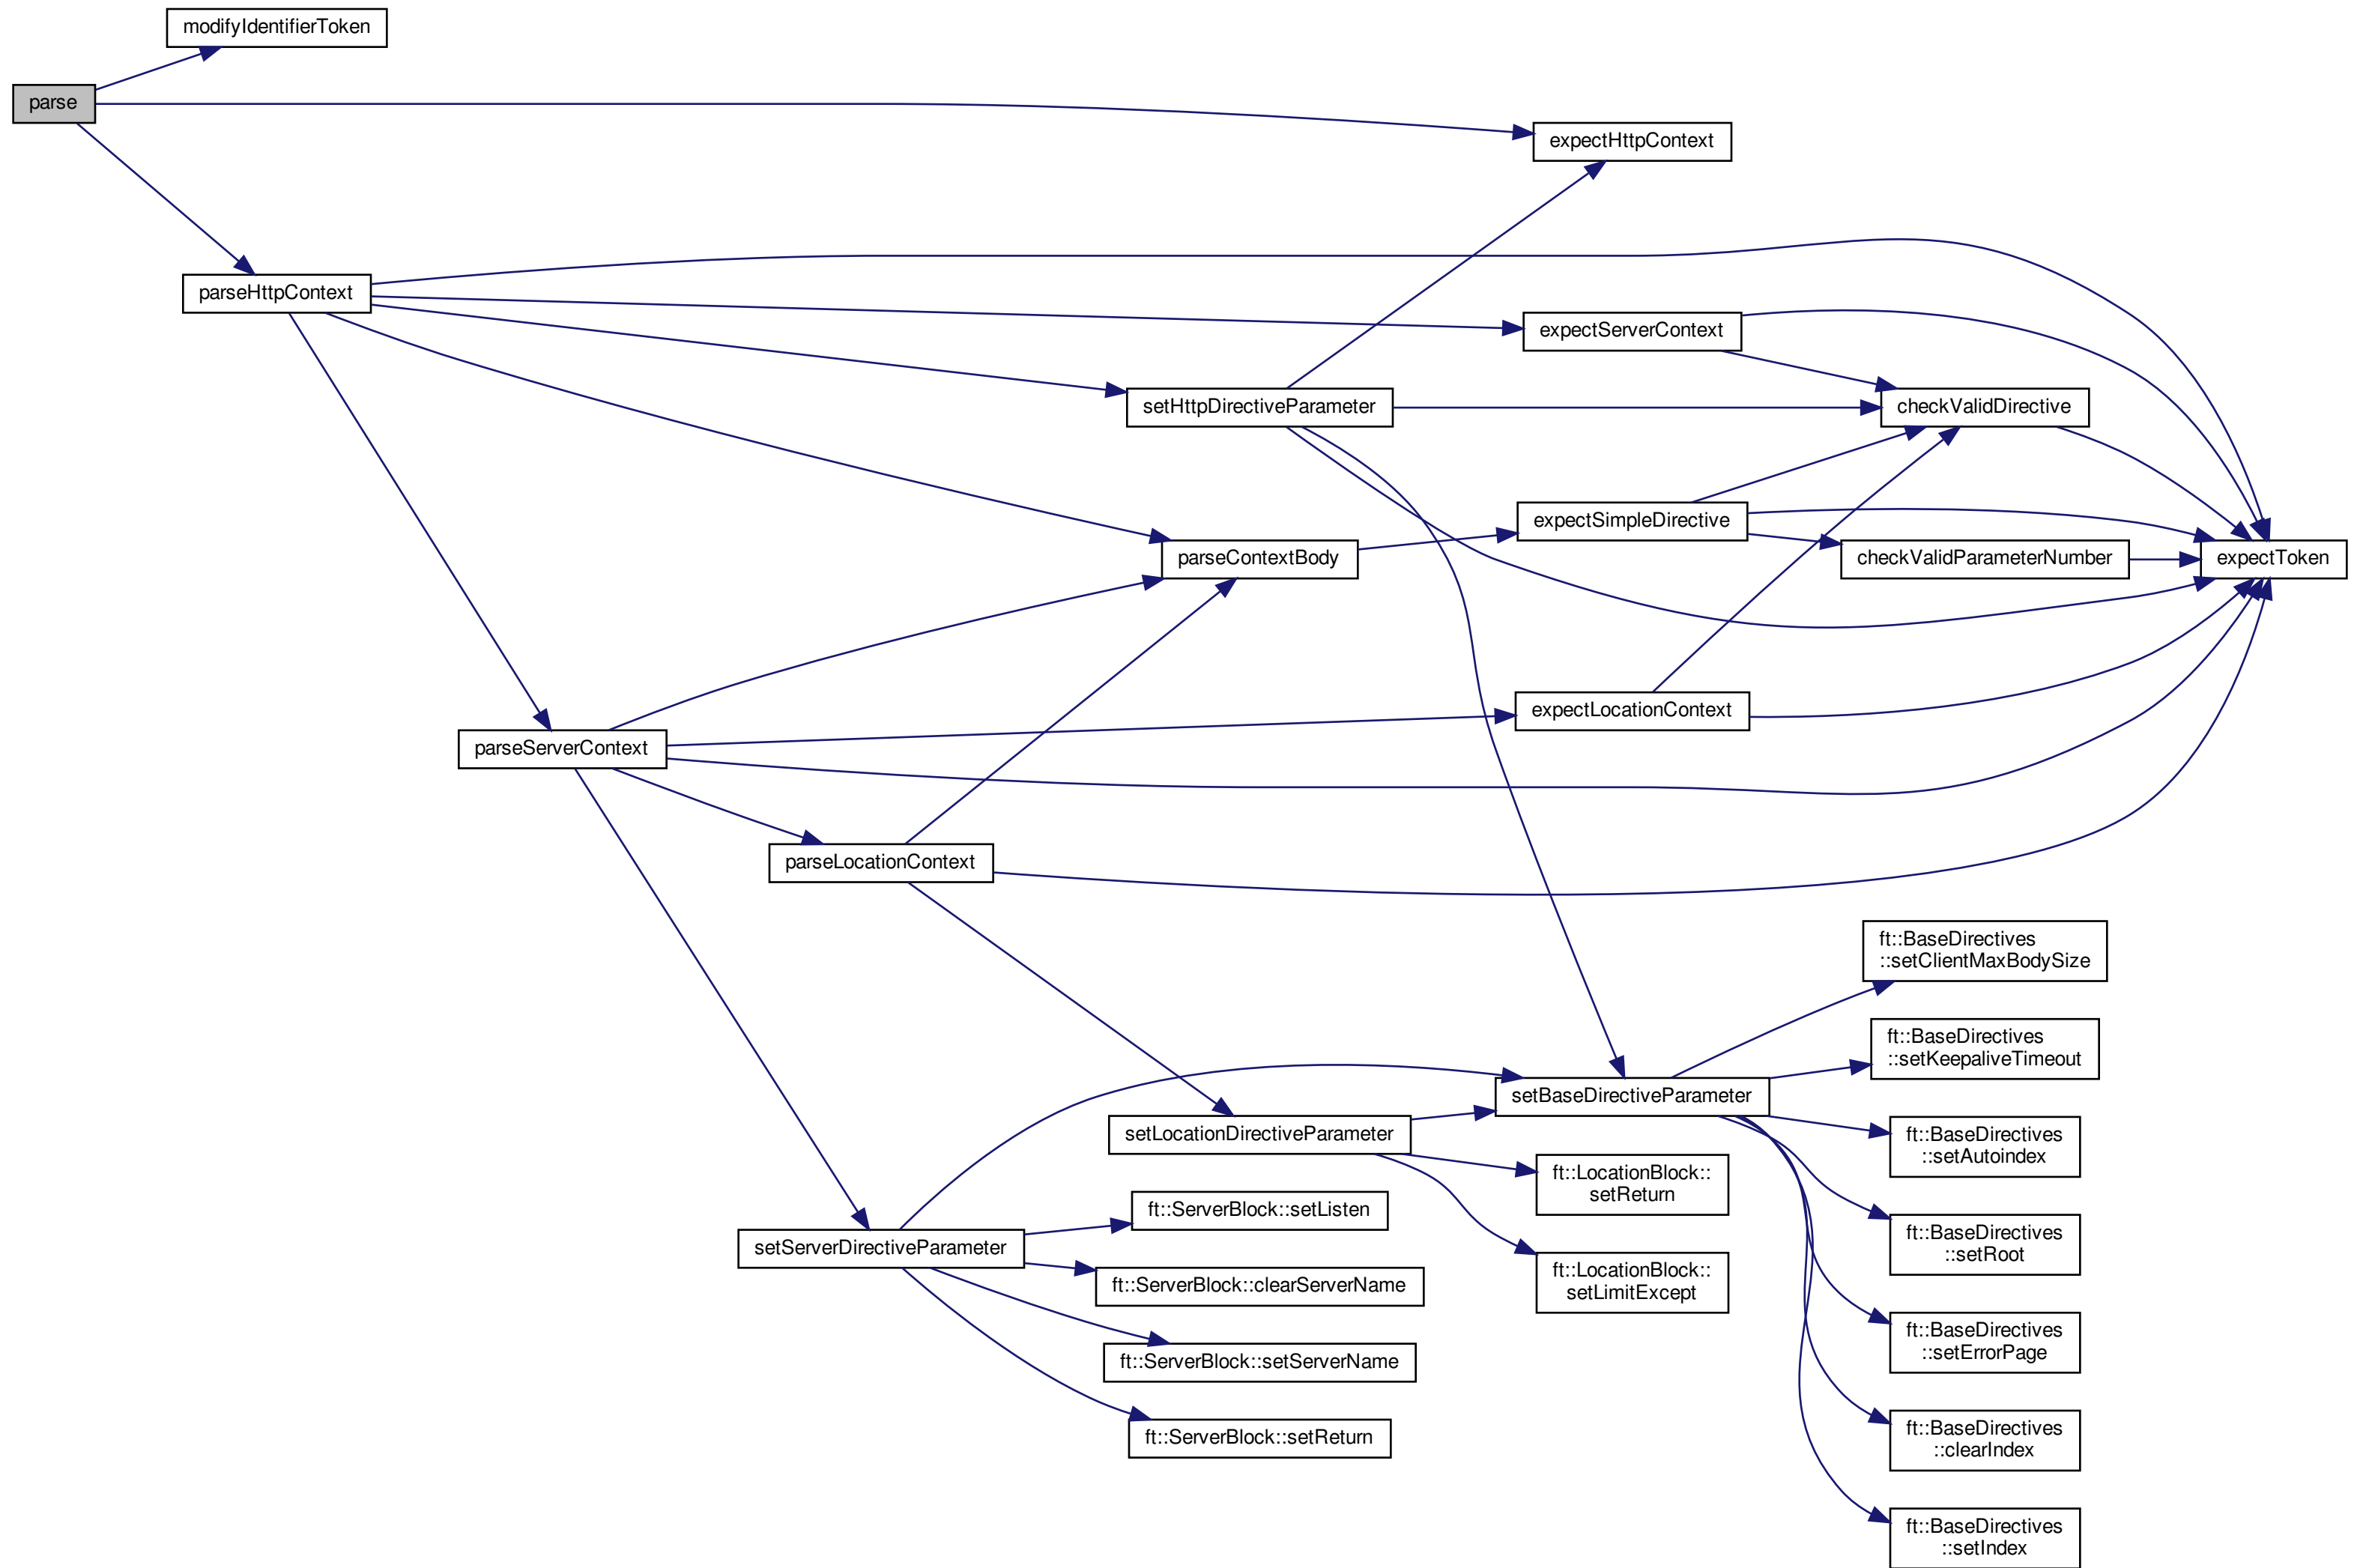 modifyIdentifierToken
parse
expectHttpContext
parseHttpContext
expectServerContext
setHttpDirectiveParameter
checkValidDirective
expectSimpleDirective
parseContextBody
checkValidParameterNumber
expectToken
expectLocationContext
parseServerContext
parseLocationContext
ft::BaseDirectives
::setClientMaxBodySize
ft::BaseDirectives
::setKeepaliveTimeout
setBaseDirectiveParameter
setLocationDirectiveParameter
ft::BaseDirectives
::setAutoindex
ft::LocationBlock::
setReturn
ft::ServerBlock::setListen
setServerDirectiveParameter
ft::BaseDirectives
::setRoot
ft::ServerBlock::clearServerName
ft::LocationBlock::
setLimitExcept
ft::BaseDirectives
::setErrorPage
ft::ServerBlock::setServerName
ft::ServerBlock::setReturn
ft::BaseDirectives
::clearIndex
ft::BaseDirectives
::setIndex